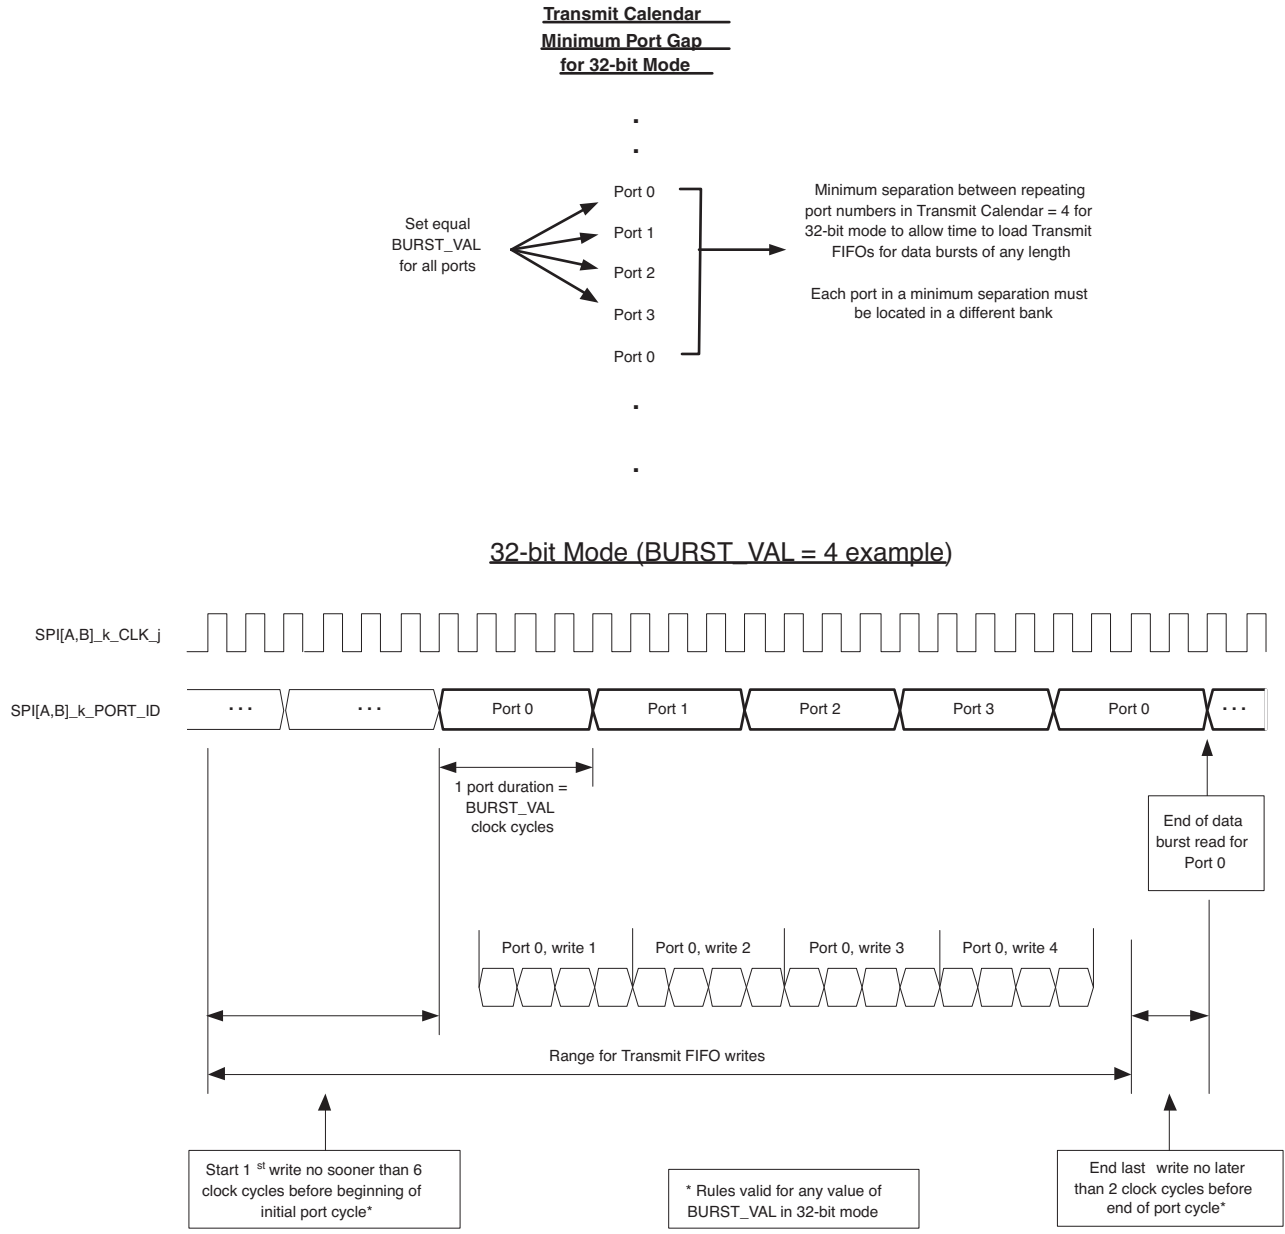 Transmit Calendar
Minimum Port Gap
for 32-bit Mode
.
.
Port 0
Port 1
Port 2
Port 3
Port 0
.
.
Set equal
BURST_VAL
for all ports
Minimum separation between repeating
port numbers in Transmit Calendar = 4 for
32-bit mode to allow time to load Transmit
FIFOs for data bursts of any length
Each port in a minimum separation must
be located in a different bank
32-bit Mode (BURST_VAL = 4 example)
SPI[A,B]_k_CLK_j
SPI[A,B]_k_PORT_ID
... ... Port 0 Port 1 Port 2 Port 3 Port 0 ...
1 port duration =
BURST_VAL
clock cycles
End of data
burst read for
Port 0
Port 0, write 1 Port 0, write 2 Port 0, write 3 Port 0, write 4
Range for Transmit FIFO writes
Start 1 st write no sooner than 6
clock cycles before beginning of
initial port cycle*
* Rules valid for any value of
BURST_VAL in 32-bit mode
End last write no later
than 2 clock cycles before
end of port cycle*